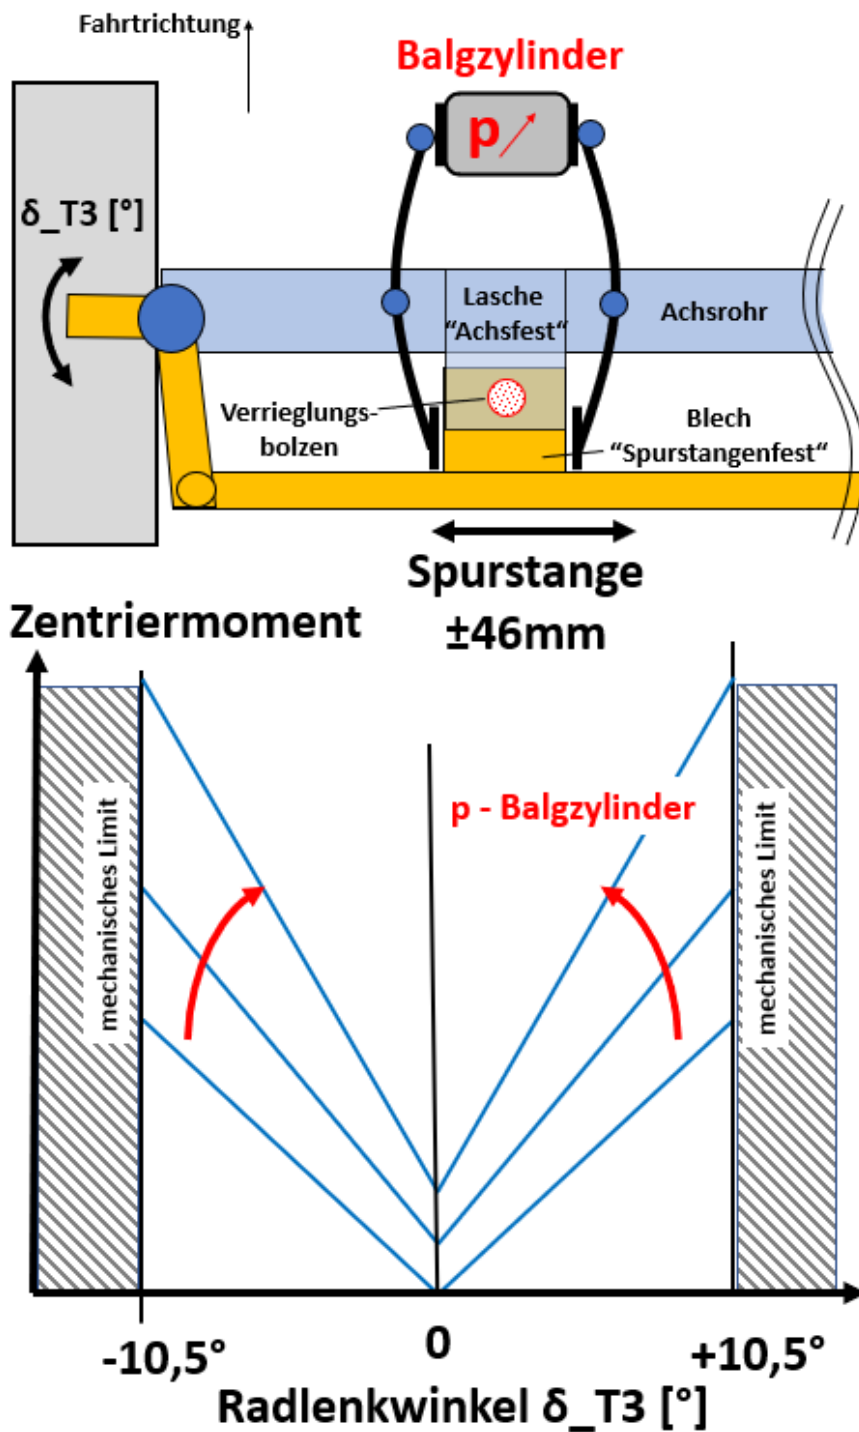 Fahrtrichtung
Balgzylinder
p
δ_T3 [°]
Lasche
“Achsfest“
Achsrohr
Verrieglungs-
bolzen
Blech
“Spurstangenfest“
Spurstange
±46mm
Zentriermoment
p - Balgzylinder
mechanisches Limit
mechanisches Limit
-10,5°
0
+10,5°
Radlenkwinkel δ_T3 [°]